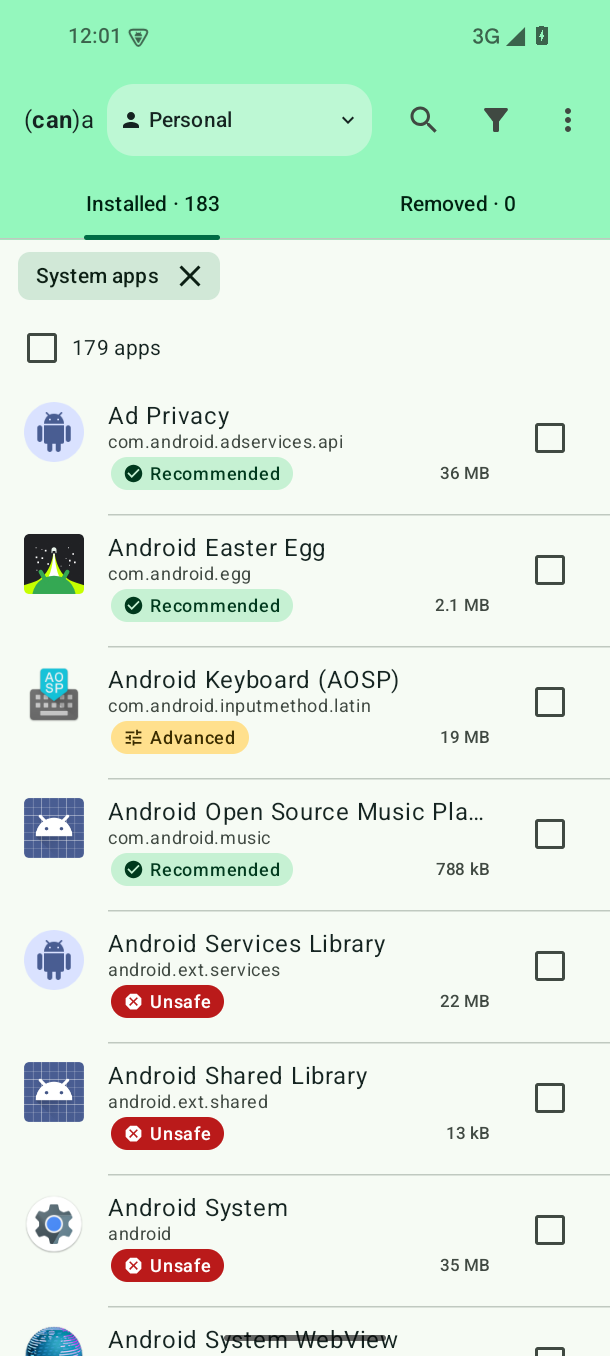 12:01
3G
(can)a
Personal
Installed · 183
Removed · 0
System apps
179 apps
Ad Privacy
com.android.adservices.api
Recommended
36 MB
Android Easter Egg
com.android.egg
Recommended
2.1 MB
AO
SP
Android Keyboard (AOSP)
com.android.inputmethod.latin
Advanced
19 MB
Android Open Source Music Pla…
com.android.music
Recommended
788 kB
Android Services Library
android.ext.services
Unsafe
22 MB
Android Shared Library
android.ext.shared
Unsafe
13 kB
Android System
android
Unsafe
35 MB
Android System WebView